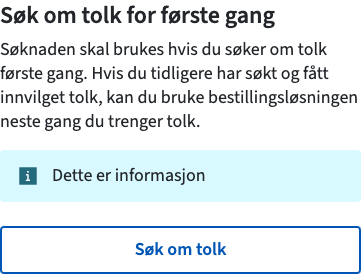 Søk om tolk for første gang
Søknaden skal brukes hvis du søker om tolk
første gang. Hvis du tidligere har søkt og fått
innvilget tolk, kan du bruke bestillingsløsningen
neste gang du trenger tolk.
Dette er informasjon
Søk om tolk